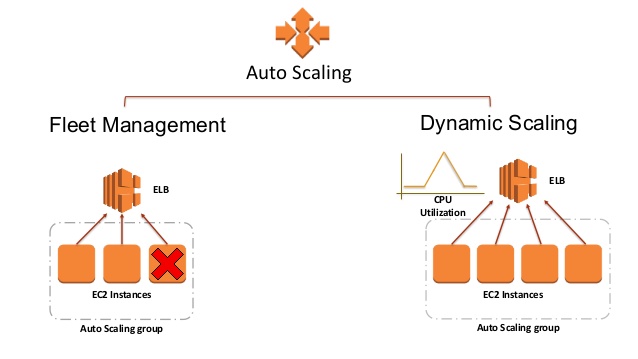 Auto Scaling
Fleet Management
Dynamic Scaling
ELB
CPU
Utilization
ELB
EC2 Instances
EC2 Instances
Auto Scaling group
Auto Scaling group